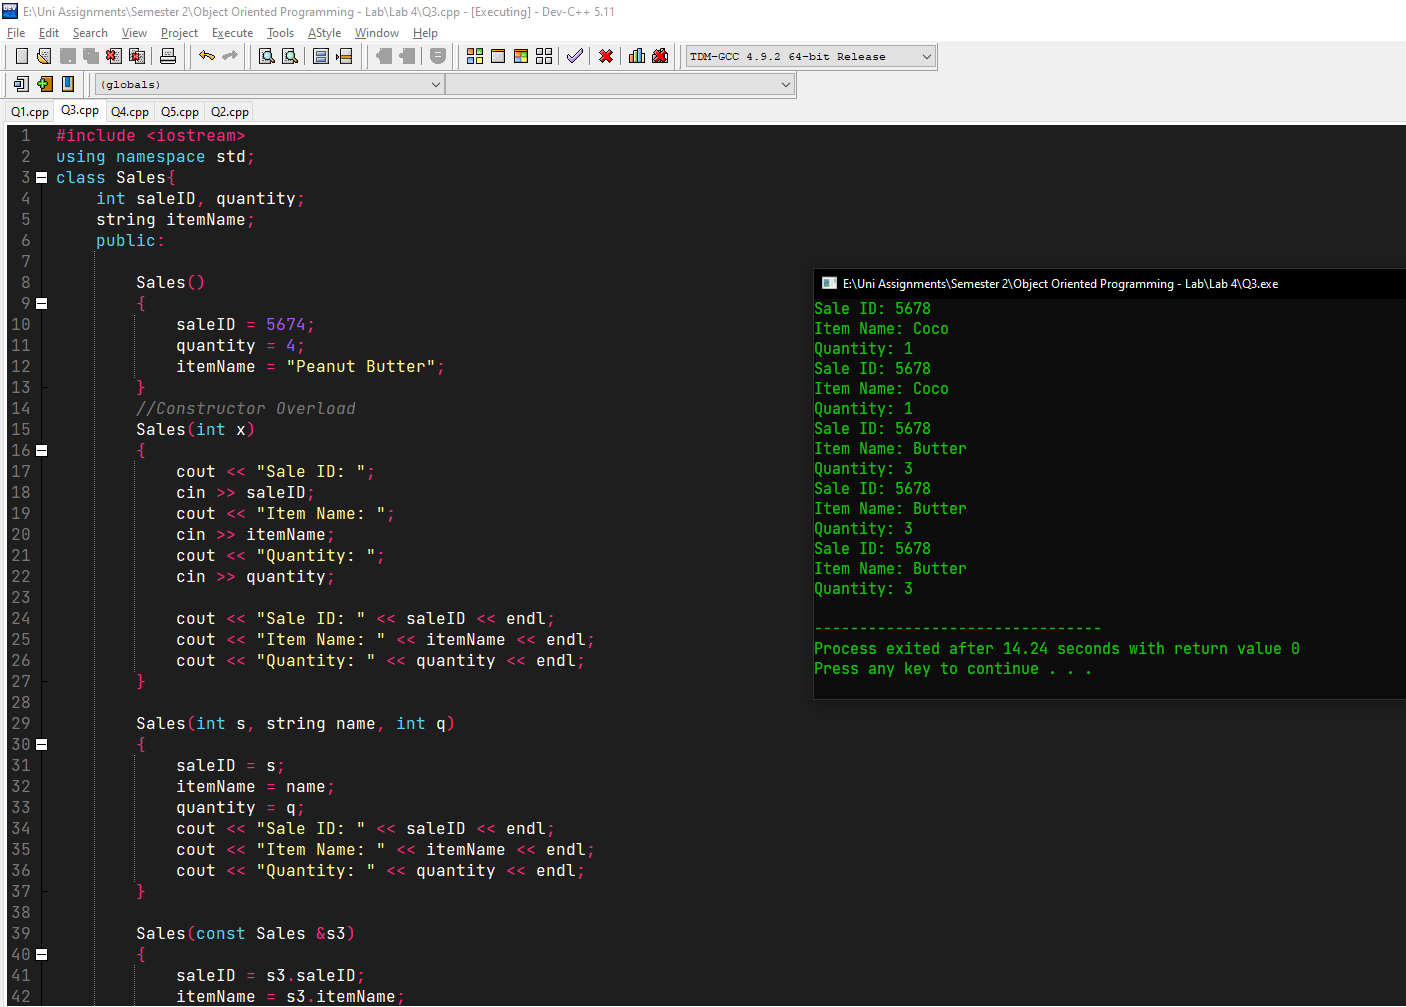 E:\Uni Assignments\Semester 2\Object Oriented Programming - Lab\Lab 4\Q3.cpp - [Executing] - Dev-C++ 5.11
File Edit Search View Project Execute Tools AStyle Window Help
TDM-GCC 4.9.2 64-bit Release
(globals)
Q1.cpp Q3.cpp Q4.cpp Q5.cpp Q2.cpp
1 #include <iostream>
2 using namespace std;
3 class Sales{
4 int saleID, quantity;
5 string itemName;
6 public:
7
8 Sales()
9 {
10 saleID = 5674;
11 quantity = 4;
12 itemName = "Peanut Butter";
13 }
14 //Constructor Overload
15 Sales(int x)
16 {
17 cout << "Sale ID: ";
18 cin >> saleID;
19 cout << "Item Name: ";
20 cin >> itemName;
21 cout << "Quantity: ";
22 cin >> quantity;
23
24 cout << "Sale ID: " << saleID << endl;
25 cout << "Item Name: " << itemName << endl;
26 cout << "Quantity: " << quantity << endl;
27 }
28
29 Sales(int s, string name, int q)
30 {
31 saleID = s;
32 itemName = name;
33 quantity = q;
34 cout << "Sale ID: " << saleID << endl;
35 cout << "Item Name: " << itemName << endl;
36 cout << "Quantity: " << quantity << endl;
37 }
38
39 Sales(const Sales &s3)
40 {
41 saleID = s3.saleID;
42 itemName = s3.itemName;
E:\Uni Assignments\Semester 2\Object Oriented Programming - Lab\Lab 4\Q3.exe
Sale ID: 5678
Item Name: Coco
Quantity: 1
Sale ID: 5678
Item Name: Coco
Quantity: 1
Sale ID: 5678
Item Name: Butter
Quantity: 3
Sale ID: 5678
Item Name: Butter
Quantity: 3
Sale ID: 5678
Item Name: Butter
Quantity: 3
--------------------------------
Process exited after 14.24 seconds with return value 0
Press any key to continue . . .